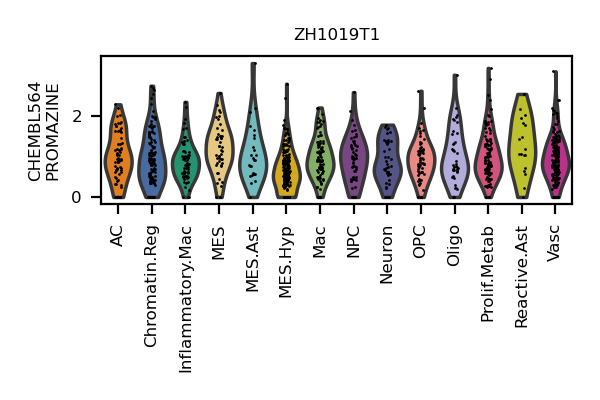 ZH1019T1
CHEMBL564
PROMAZINE
2
0
AC
Chromatin.Reg
Inflammatory.Mac
MES
MES.Ast
MES.Hyp
Mac
NPC
Neuron
OPC
Oligo
Prolif.Metab
Reactive.Ast
Vasc